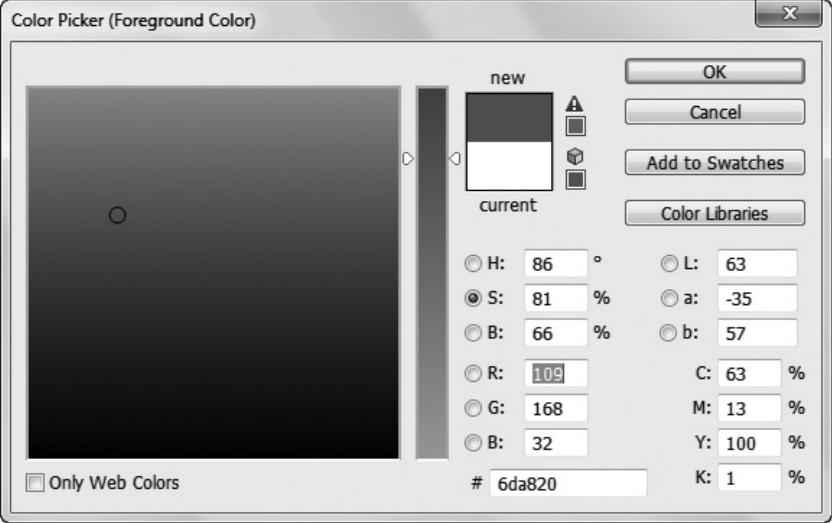 Color Picker (Foreground Color)
new
current
OK
Cancel
Add to Swatches
Color Libraries
H: 86 °
S: 81 %
B: 66 %
R: 109
G: 168
B: 32
# 6da820
L: 63
a: -35
b: 57
C: 63 %
M: 13 %
Y: 100 %
K: 1 %
Only Web Colors